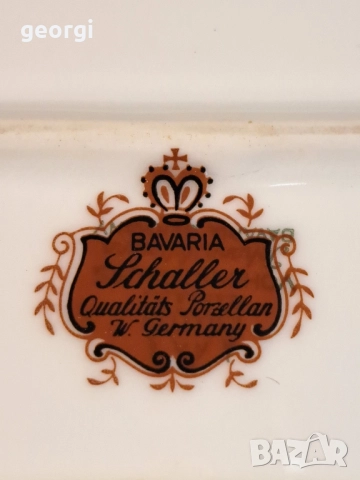 georgi
BAVARIA
Schaller
Qualitäts Porzellan
W. Germany
BAZAR